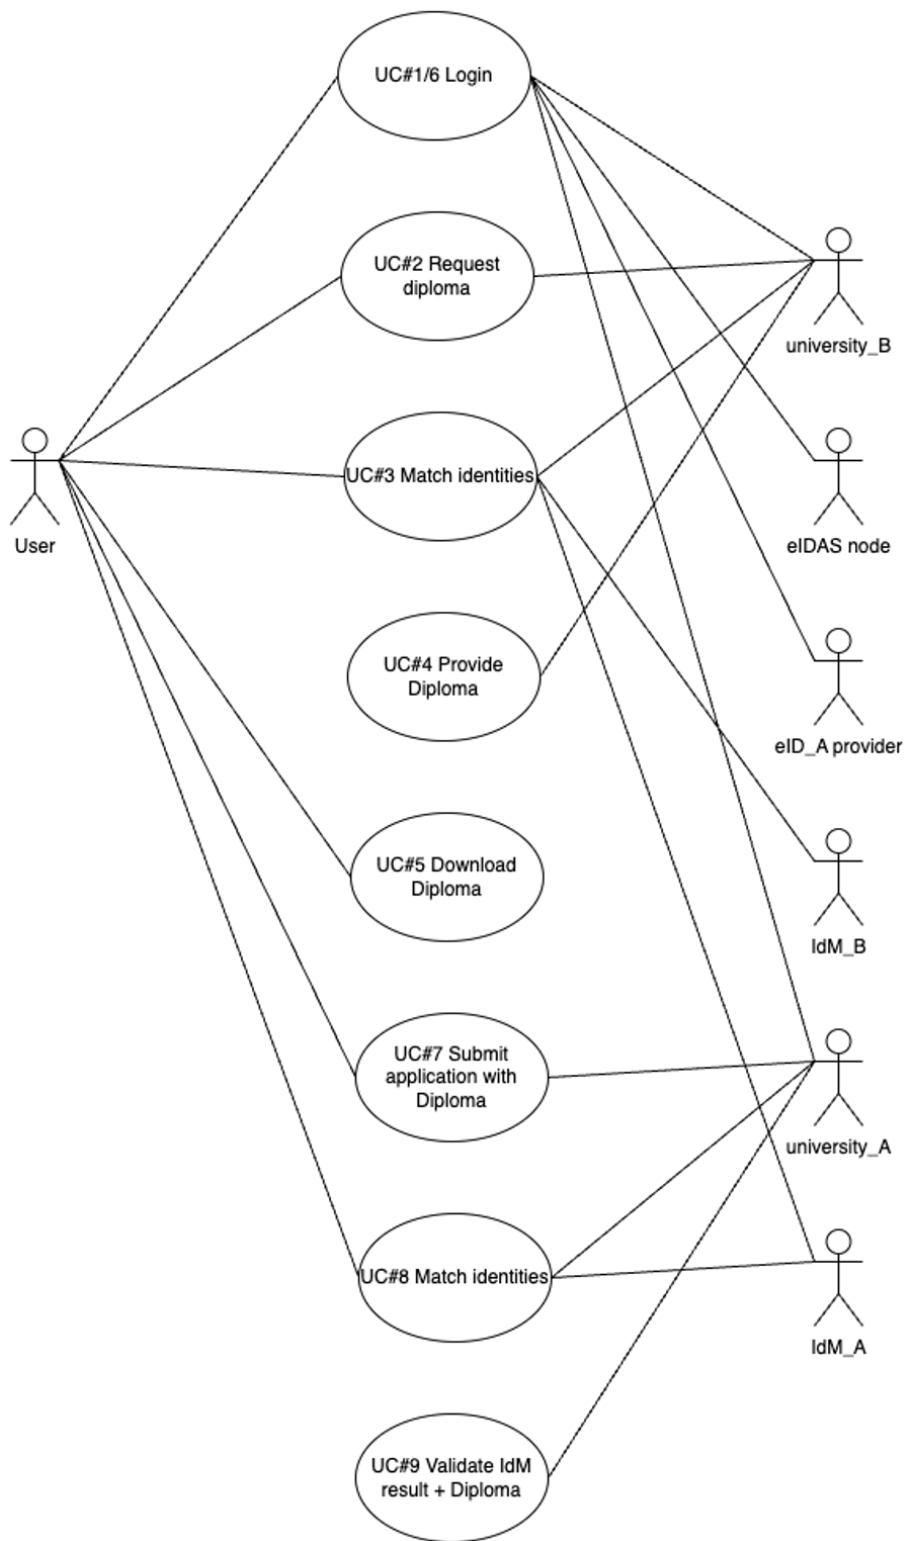 UC#1/6 Login
UC#2 Request
diploma
university_B
UC#3 Match identities
User
eIDAS node
UC#4 Provide
Diploma
eID_A provider
UC#5 Download
Diploma
IdM_B
UC#7 Submit
application with
Diploma
university_A
UC#8 Match identities
IdM_A
UC#9 Validate IdM
result + Diploma